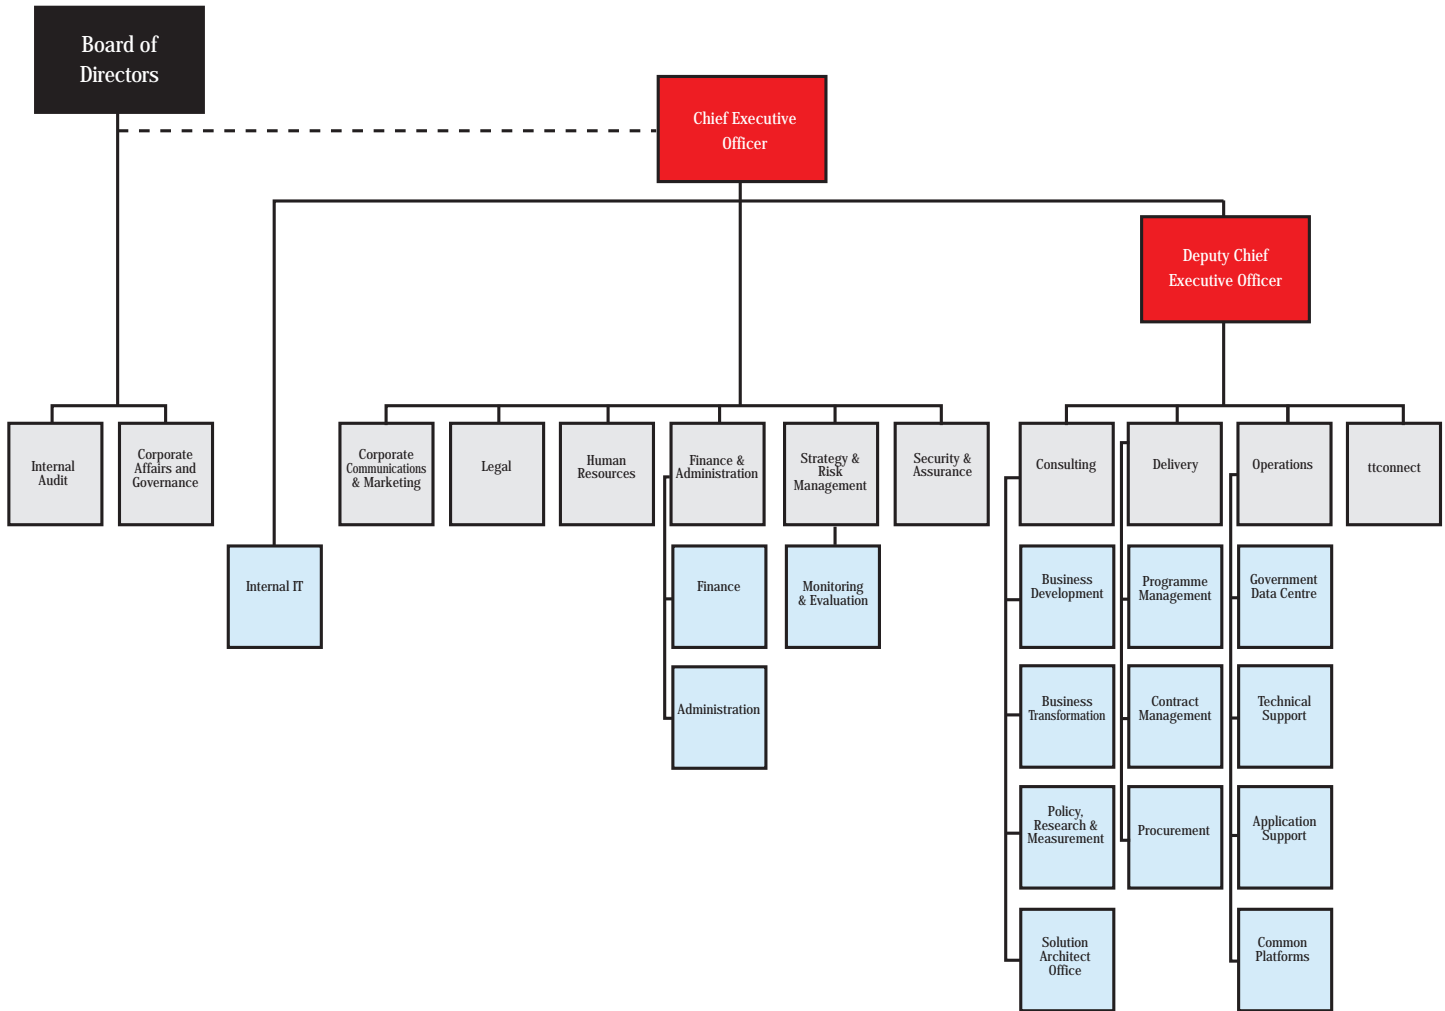 Board of
Directors
Chief Executive
Officer
Deputy Chief
Executive Officer
Internal
Audit
Corporate
Affairs and
Governance
Corporate
Communications
& Marketing
Legal
Human
Resources
Finance &
Administration
Strategy &
Risk
Management
Security &
Assurance
Consulting
Delivery
Operations
ttconnect
Internal IT
Finance
Monitoring
& Evaluation
Business
Development
Programme
Management
Government
Data Centre
Administration
Business
Transformation
Contract
Management
Technical
Support
Policy,
Research &
Measurement
Procurement
Application
Support
Solution
Architect
Office
Common
Platforms